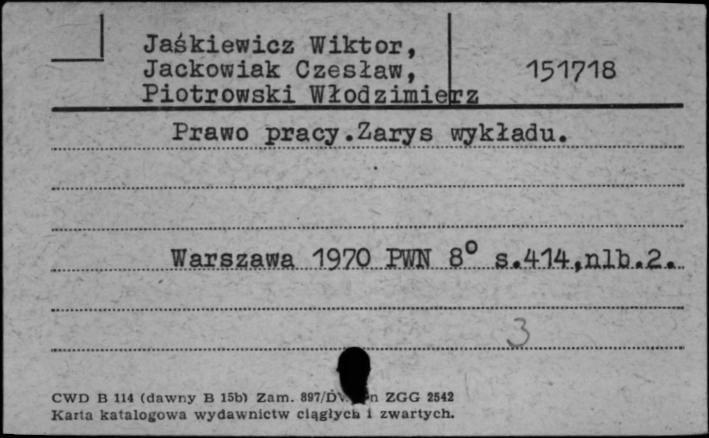 Jaśkiewicz Wiktor,
Jackowiak Czesław, 151718
Piotrowski Włodzimierz
Prawo pracy.Zarys wykładu.
Warszawa 1970 PWN 8° s.414,nlb.2.
3
CWD B 114 (dawny B 15b) Zam. 897/ ZGG 2542
Karta katalogowa wydawnictw ciągłych i zwartych.